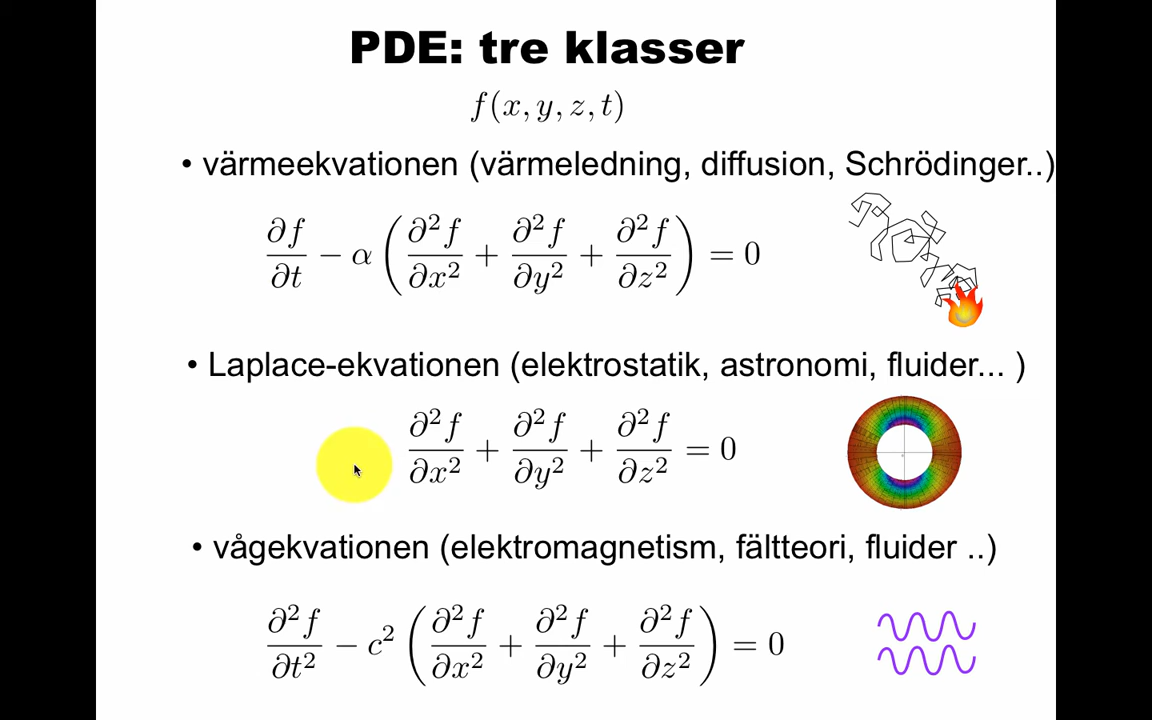 PDE: tre klasser
f(x, y, z, t)
• värmeekvationen (värmeledning, diffusion, Schrödinger..)
∂f/∂t − α (∂²f/∂x² + ∂²f/∂y² + ∂²f/∂z²) = 0
• Laplace-ekvationen (elektrostatik, astronomi, fluider... )
∂²f/∂x² + ∂²f/∂y² + ∂²f/∂z² = 0
• vågekvationen (elektromagnetism, fältteori, fluider ..)
∂²f/∂t² − c² (∂²f/∂x² + ∂²f/∂y² + ∂²f/∂z²) = 0